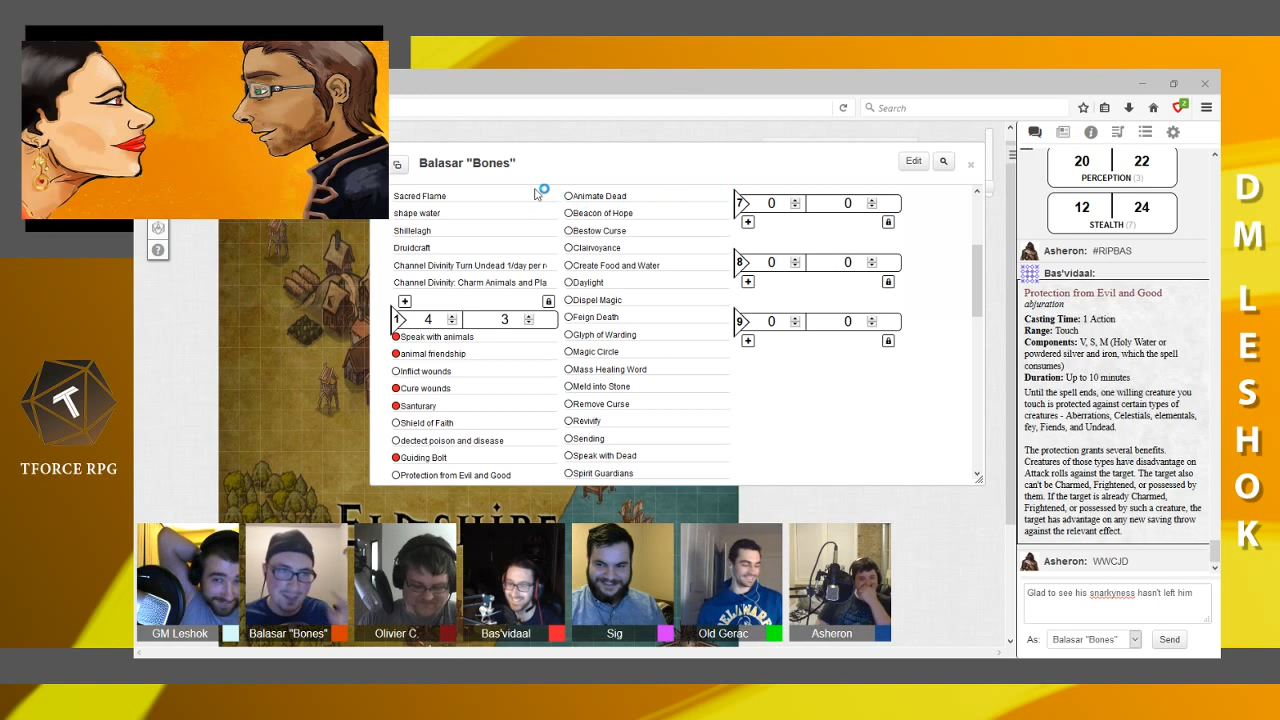 Search
2
Balasar "Bones"
Edit
Sacred Flame
shape water
Shillelagh
Druidcraft
Channel Divinity Turn Undead 1/day per r
Channel Divinity: Charm Animals and Pla
1 4 3
Speak with animals
animal friendship
Inflict wounds
Cure wounds
Santurary
Shield of Faith
dectect poison and disease
Guiding Bolt
Protection from Evil and Good
Animate Dead
Beacon of Hope
Bestow Curse
Clairvoyance
Create Food and Water
Daylight
Dispel Magic
Feign Death
Glyph of Warding
Magic Circle
Mass Healing Word
Meld into Stone
Remove Curse
Revivify
Sending
Speak with Dead
Spirit Guardians
7 0 0
8 0 0
9 0 0
20 22
PERCEPTION (3)
12 24
STEALTH (7)
Asheron: #RIPBAS
Bas'vidaal:
Protection from Evil and Good
abjuration
Casting Time: 1 Action
Range: Touch
Components: V, S, M (Holy Water or
powdered silver and iron, which the spell
consumes)
Duration: Up to 10 minutes
Until the spell ends, one willing creature you
touch is protected against certain types of
creatures - Aberrations, Celestials, elementals,
fey, Fiends, and Undead.
The protection grants several benefits.
Creatures of those types have disadvantage on
Attack rolls against the target. The target also
can't be Charmed, Frightened, or possessed by
them. If the target is already Charmed,
Frightened, or possessed by such a creature, the
target has advantage on any new saving throw
against the relevant effect.
Asheron: WWCJD
Glad to see his snarkyness hasn't left him
As: Balasar "Bones" Send
T
TFORCE RPG
DM LESHOK
ELDSHIRE
DELAWARE
GM Leshok
Balasar "Bones"
Olivier C.
Bas'vidaal
Sig
Old Gerac
Asheron